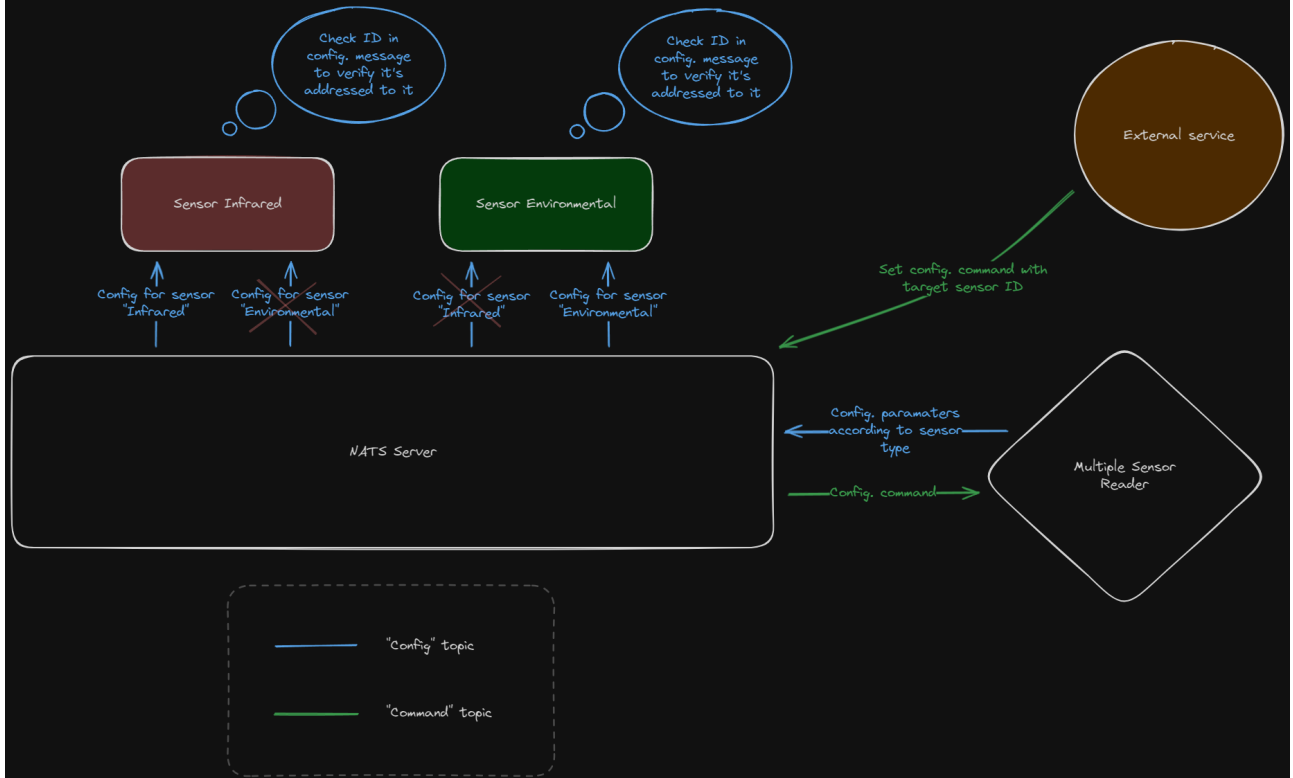 Check ID in
config. message
to verify it's
addressed to it
Check ID in
config. message
to verify it's
addressed to it
External service
Sensor Infrared
Sensor Environmental
Set config. command with
target sensor ID
Config for sensor
"Infrared"
Config for sensor
"Environmental"
Config for sensor
"Infrared"
Config for sensor
"Environmental"
NATS Server
Config. paramaters
according to sensor
type
Config. command
Multiple Sensor
Reader
"Config" topic
"Command" topic